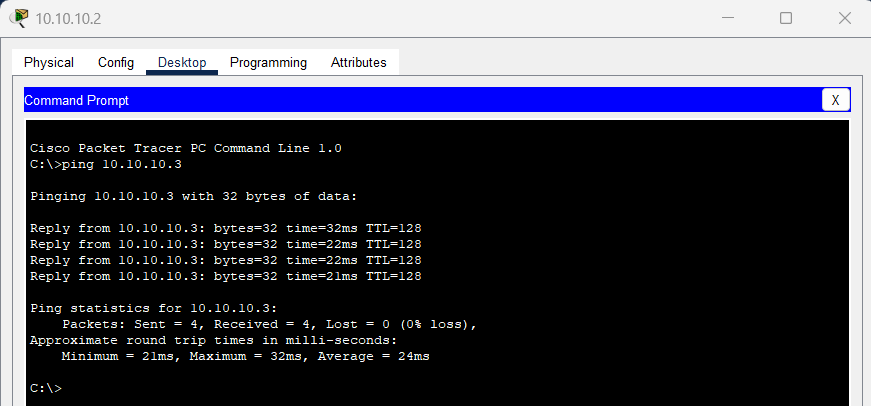 10.10.10.2
Physical Config Desktop Programming Attributes
Command Prompt
X
Cisco Packet Tracer PC Command Line 1.0
C:\>ping 10.10.10.3
Pinging 10.10.10.3 with 32 bytes of data:
Reply from 10.10.10.3: bytes=32 time=32ms TTL=128
Reply from 10.10.10.3: bytes=32 time=22ms TTL=128
Reply from 10.10.10.3: bytes=32 time=22ms TTL=128
Reply from 10.10.10.3: bytes=32 time=21ms TTL=128
Ping statistics for 10.10.10.3:
    Packets: Sent = 4, Received = 4, Lost = 0 (0% loss),
Approximate round trip times in milli-seconds:
    Minimum = 21ms, Maximum = 32ms, Average = 24ms
C:\>